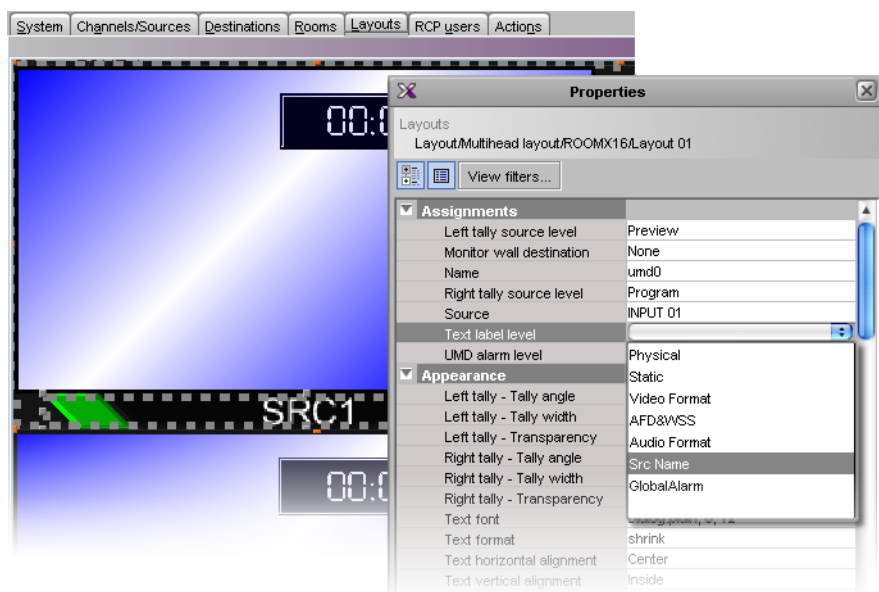 System Channels/Sources Destinations Rooms Layouts RCP users Actions
00:0
SRC1
00:0
Properties
Layouts
Layout/Multihead layout/ROOMX16/Layout 01
View filters...
Assignments
Left tally source level Preview
Monitor wall destination None
Name umd0
Right tally source level Program
Source INPUT 01
Text label level
UMD alarm level
Physical
Static
Video Format
AFD&WSS
Audio Format
Src Name
GlobalAlarm
Appearance
Left tally - Tally angle
Left tally - Tally width
Left tally - Transparency
Right tally - Tally angle
Right tally - Tally width
Right tally - Transparency
Text font
Text format shrink
Text horizontal alignment Center
Text vertical alignment Inside